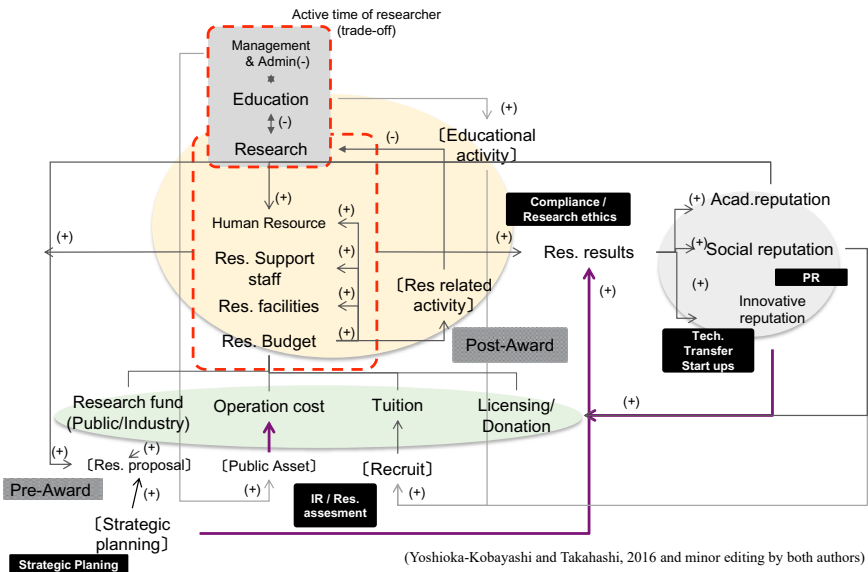 Active time of researcher
(trade-off)
Management
& Admin(-)
Education
(-)
Research
(+)
〔Educational
activity〕
(-)
(+)
Human Resource
(+)
Res. Support
staff
(+)
Res. facilities
(+)
Res. Budget
(+)
〔Res related
activity〕
Post-Award
(+)
(+)
Compliance /
Research ethics
Res. results
(+)
(+)
Acad.reputation
(+)
Social reputation
PR
(+)
Innovative
reputation
Tech.
Transfer
Start ups
Research fund
(Public/Industry)
Operation cost
Tuition
Licensing/
Donation
(+)
(+)
(+)
〔Res. proposal〕
〔Public Asset〕
〔Recruit〕
Pre-Award
(+)
(+)
(+)
IR / Res.
assesment
〔Strategic
planning〕
Strategic Planing
(Yoshioka-Kobayashi and Takahashi, 2016 and minor editing by both authors)